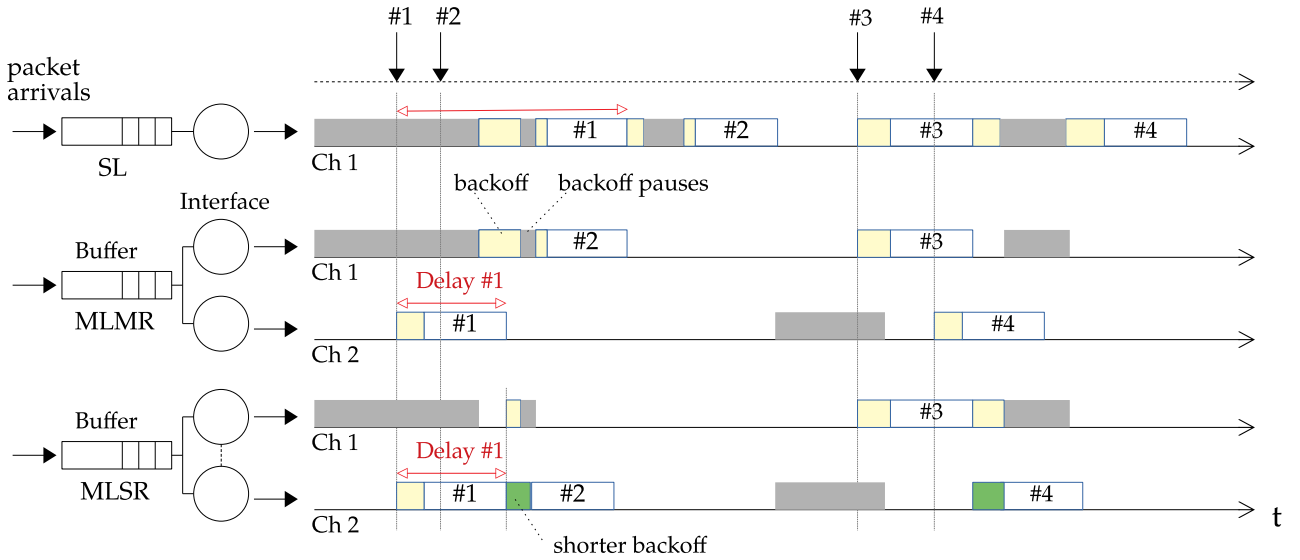 #1 #2 #3 #4
packet
arrivals
SL
#1 #2 #3 #4
Ch 1
Interface
backoff backoff pauses
Buffer
MLMR
#2 #3
Ch 1
Delay #1
#1 #4
Ch 2
Buffer
MLSR
#3
Ch 1
Delay #1
#1 #2 #4
Ch 2
t
shorter backoff